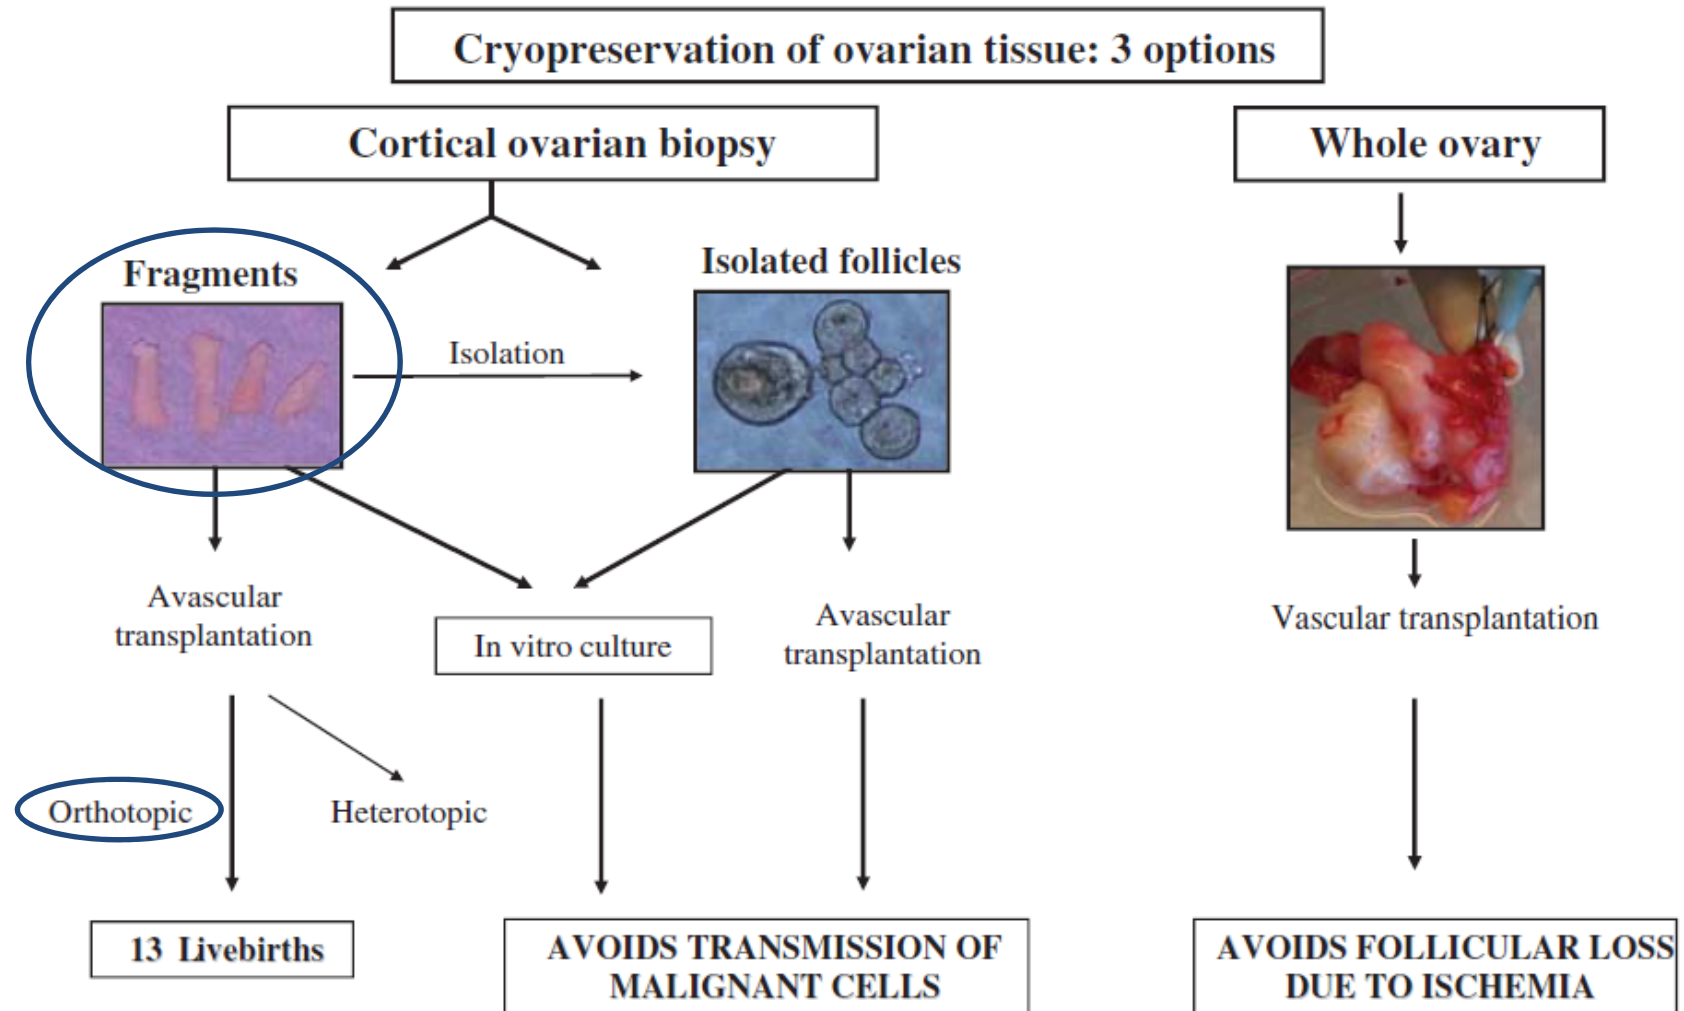 Cryopreservation of ovarian tissue: 3 options
Cortical ovarian biopsy
Whole ovary
Fragments
Isolated follicles
Isolation
Avascular
transplantation
In vitro culture
Avascular
transplantation
Vascular transplantation
Orthotopic
Heterotopic
13 Livebirths
AVOIDS TRANSMISSION OF
MALIGNANT CELLS
AVOIDS FOLLICULAR LOSS
DUE TO ISCHEMIA